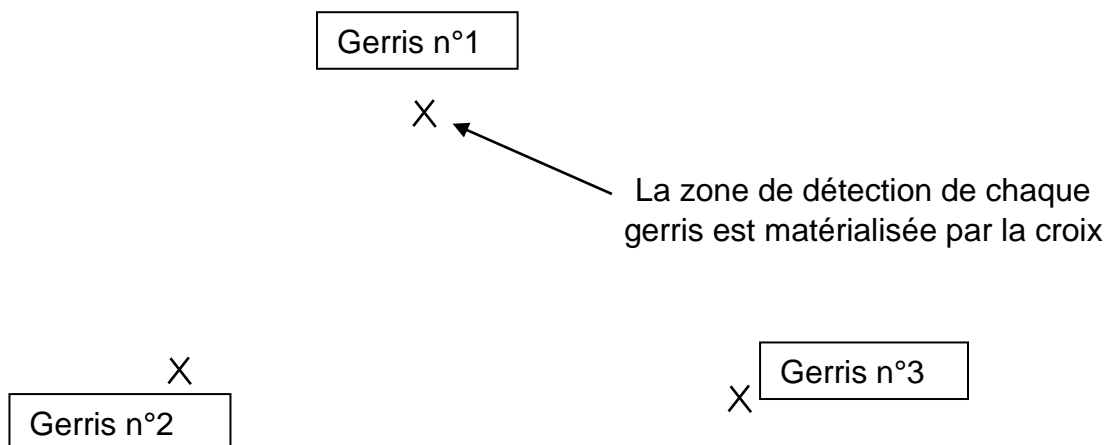 Gerris n°1
X
La zone de détection de chaque
gerris est matérialisée par la croix
X
Gerris n°3
X
Gerris n°2